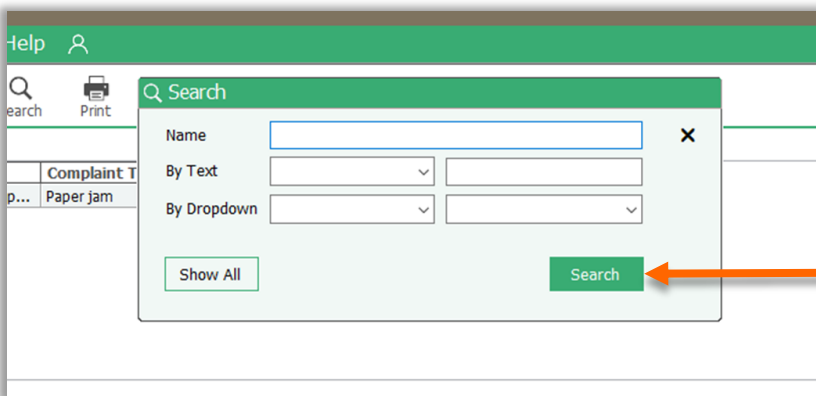 Help
Search
earch
Print
Name
Complaint T
By Text
p...
Paper jam
By Dropdown
Show All
Search